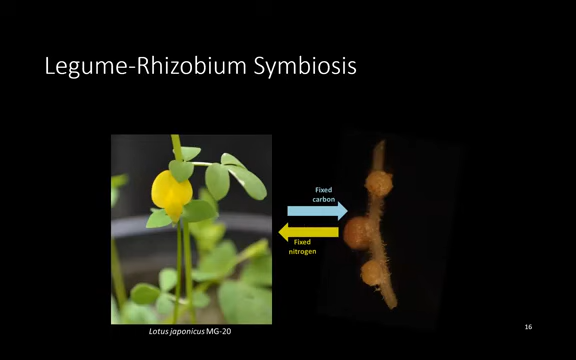 Legume-Rhizobium Symbiosis
Fixed
carbon
Fixed
nitrogen
Lotus japonicus MG-20
16